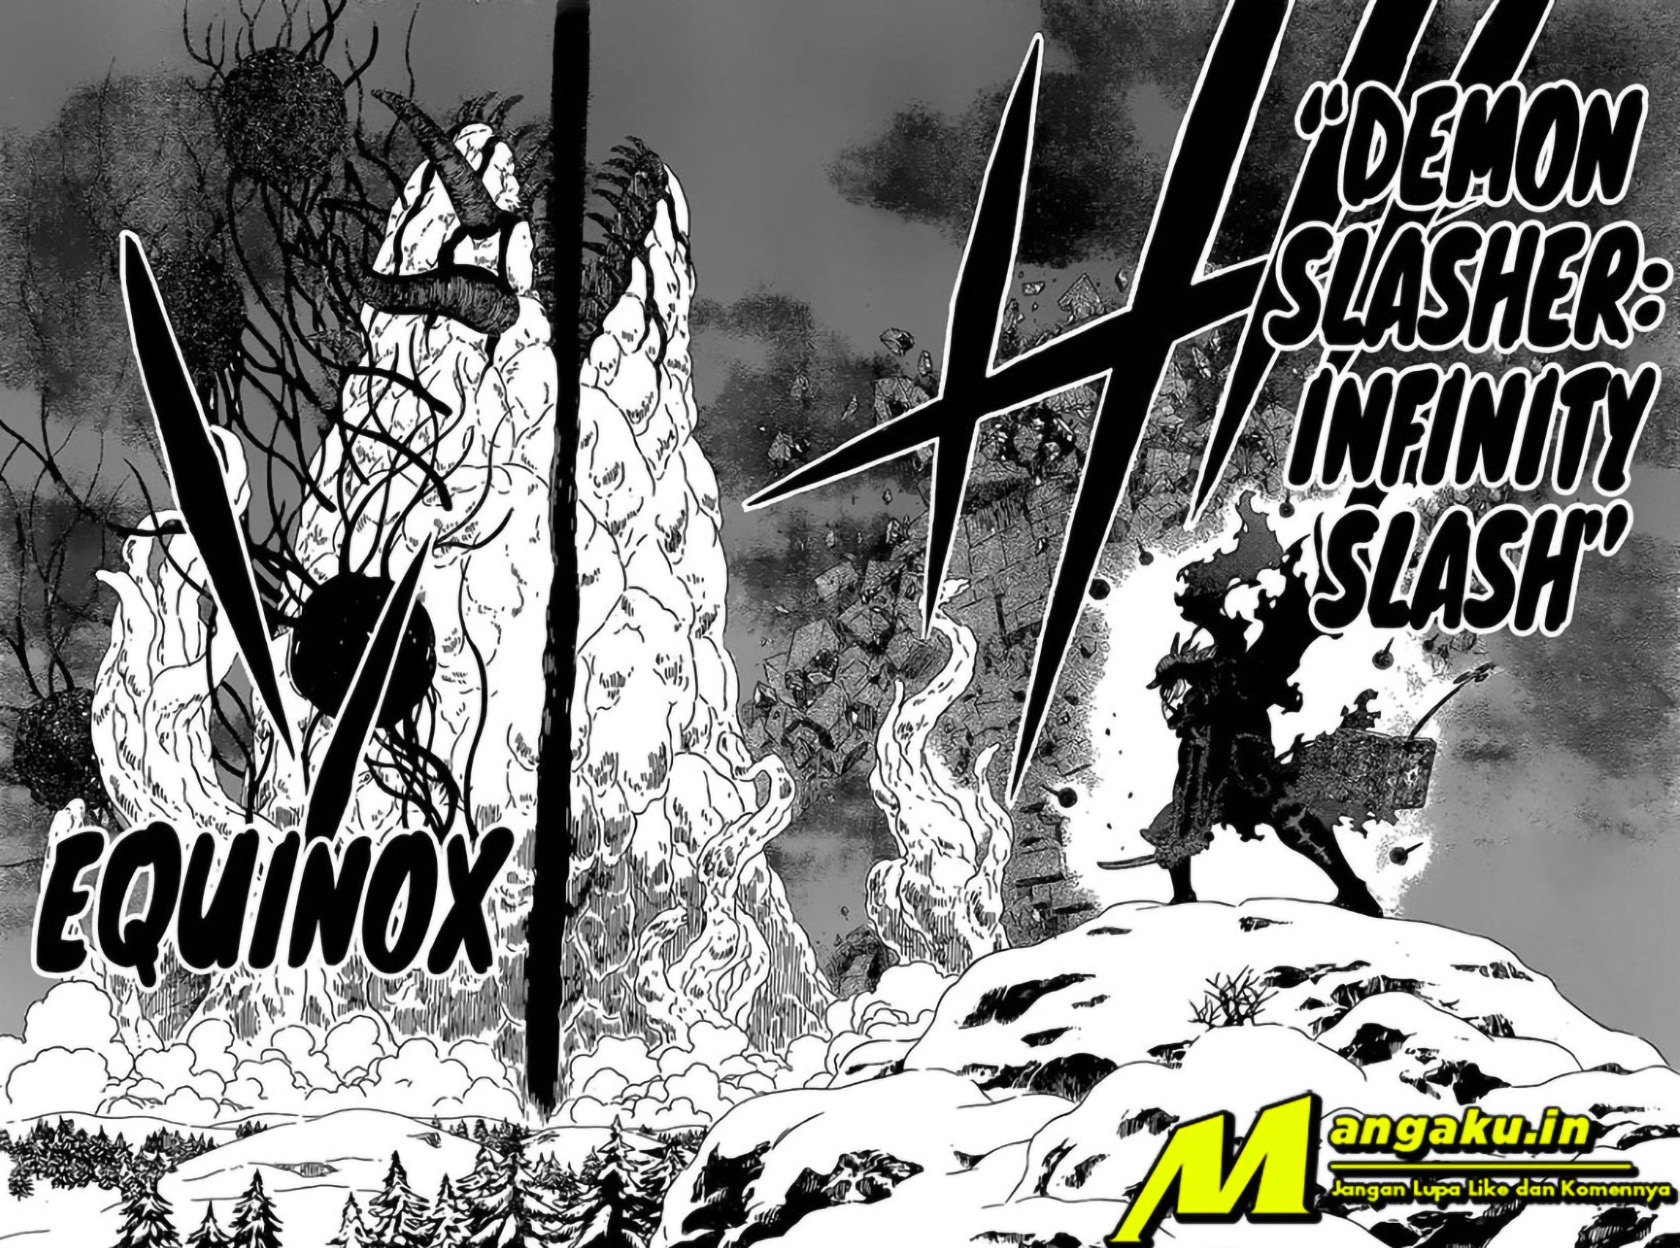 "DEMON
SLASHER:
INFINITY
SLASH"
EQUINOX
Mangaku.in
Jangan Lupa Like dan Komennya